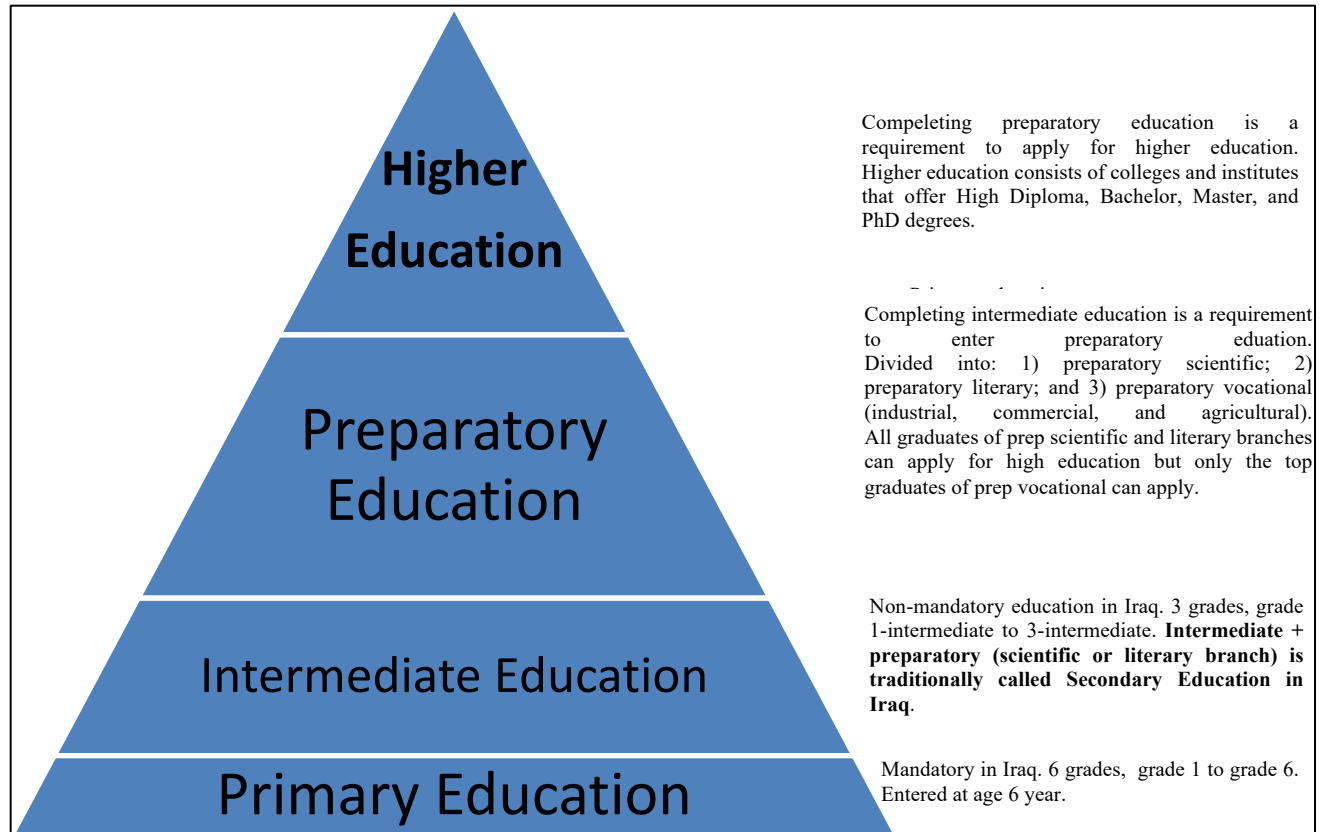 Higher
Education
Compeleting preparatory education is a
requirement to apply for higher education.
Higher education consists of colleges and institutes
that offer High Diploma, Bachelor, Master, and
PhD degrees.
Preparatory
Education
Completing intermediate education is a requirement
to enter preparatory eduation.
Divided into: 1) preparatory scientific; 2)
preparatory literary; and 3) preparatory vocational
(industrial, commercial, and agricultural).
All graduates of prep scientific and literary branches
can apply for high education but only the top
graduates of prep vocational can apply.
Intermediate Education
Non-mandatory education in Iraq. 3 grades, grade
1-intermediate to 3-intermediate. Intermediate +
preparatory (scientific or literary branch) is
traditionally called Secondary Education in
Iraq.
Primary Education
Mandatory in Iraq. 6 grades, grade 1 to grade 6.
Entered at age 6 year.